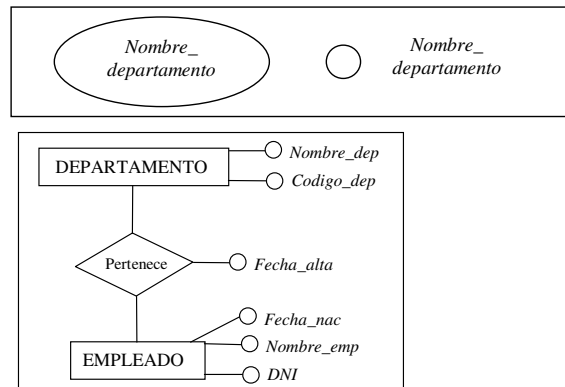 Nombre_
departamento
Nombre_
departamento
DEPARTAMENTO
Nombre_dep
Codigo_dep
Pertenece
Fecha_alta
Fecha_nac
Nombre_emp
EMPLEADO
DNI